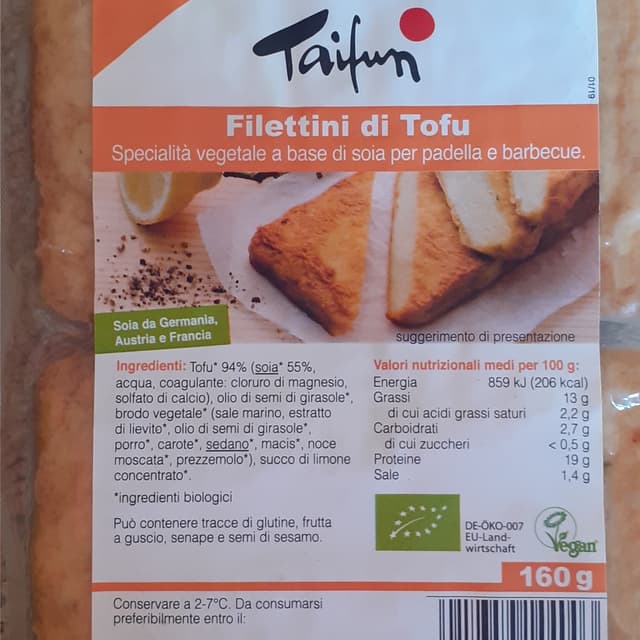 Taifun
01/19
Filettini di Tofu
Specialità vegetale a base di soia per padella e barbecue.
Soia da Germania,
Austria e Francia
suggerimento di presentazione
Ingredienti: Tofu* 94% (soia* 55%,
acqua, coagulante: cloruro di magnesio,
solfato di calcio), olio di semi di girasole*,
brodo vegetale* (sale marino, estratto
di lievito*, olio di semi di girasole*,
porro*, carote*, sedano*, macis*, noce
moscata*, prezzemolo*), succo di limone
concentrato*.
*ingredienti biologici
Può contenere tracce di glutine, frutta
a guscio, senape e semi di sesamo.
Valori nutrizionali medi per 100 g:
Energia 859 kJ (206 kcal)
Grassi 13 g
di cui acidi grassi saturi 2,2 g
Carboidrati 2,7 g
di cui zuccheri < 0,5 g
Proteine 19 g
Sale 1,4 g
DE-ÖKO-007
EU-Land-
wirtschaft
Vegan
160 g
Conservare a 2-7°C. Da consumarsi
preferibilmente entro il: